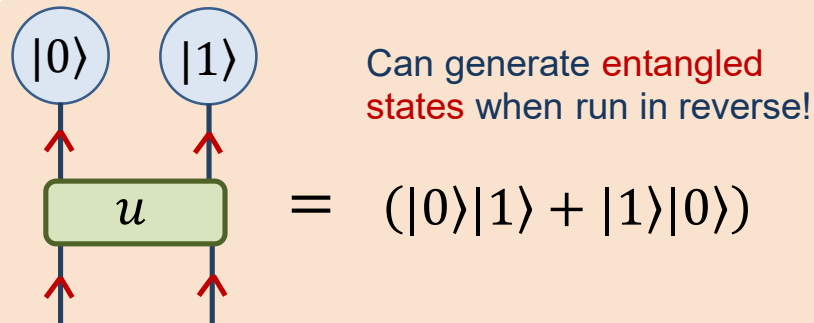 |0⟩ |1⟩
Can generate entangled
states when run in reverse!
u = (|0⟩|1⟩ + |1⟩|0⟩)